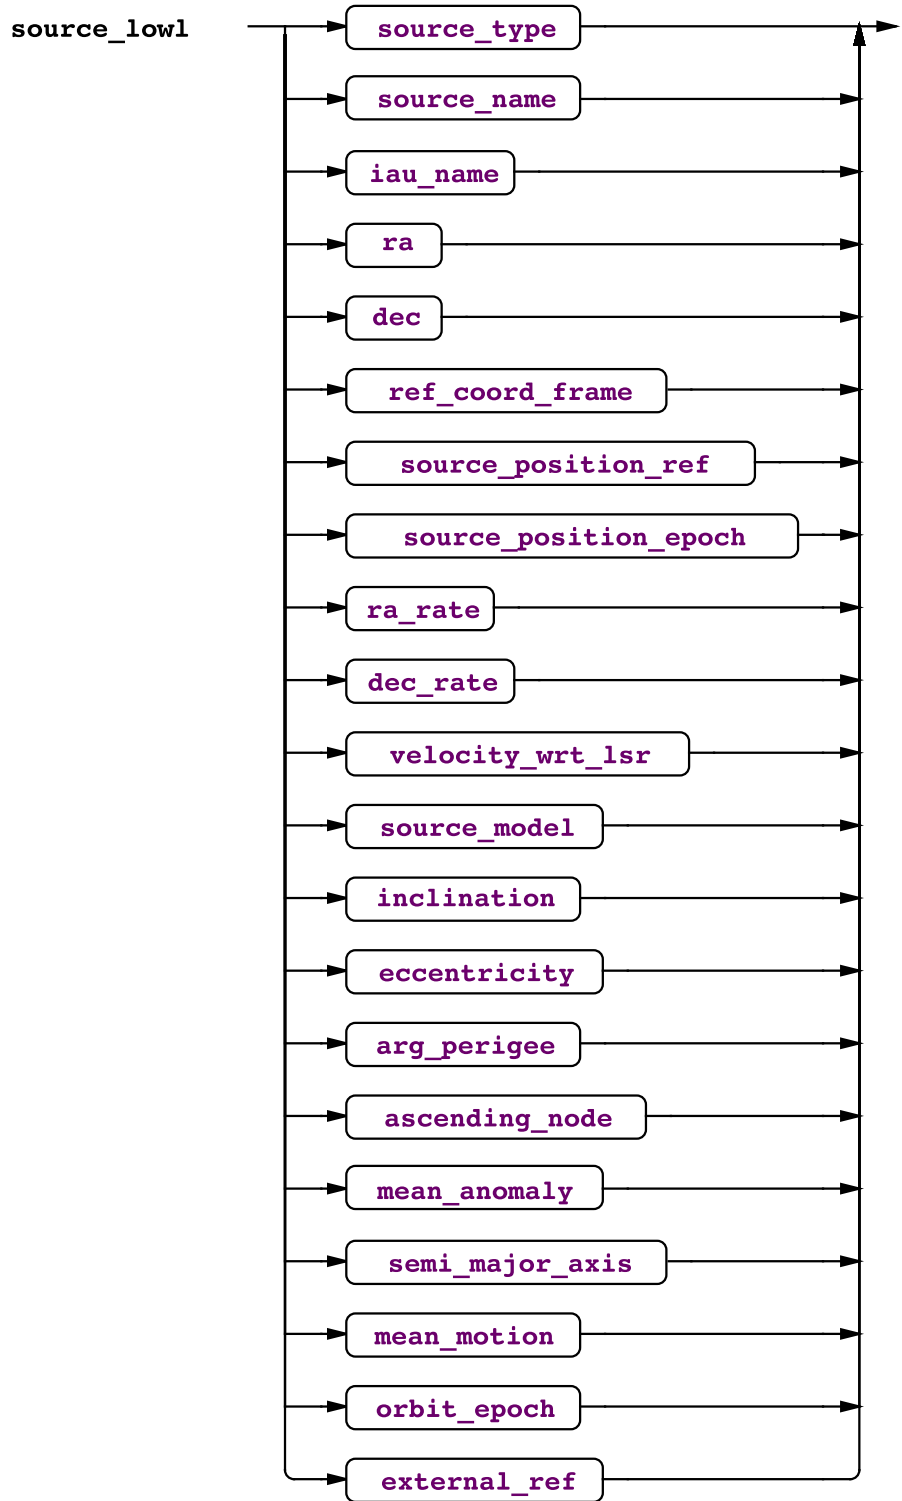 source_lowl source_type
source_name
iau_name
ra
dec
ref_coord_frame
source_position_ref
source_position_epoch
ra_rate
dec_rate
velocity_wrt_lsr
source_model
inclination
eccentricity
arg_perigee
ascending_node
mean_anomaly
semi_major_axis
mean_motion
orbit_epoch
external_ref